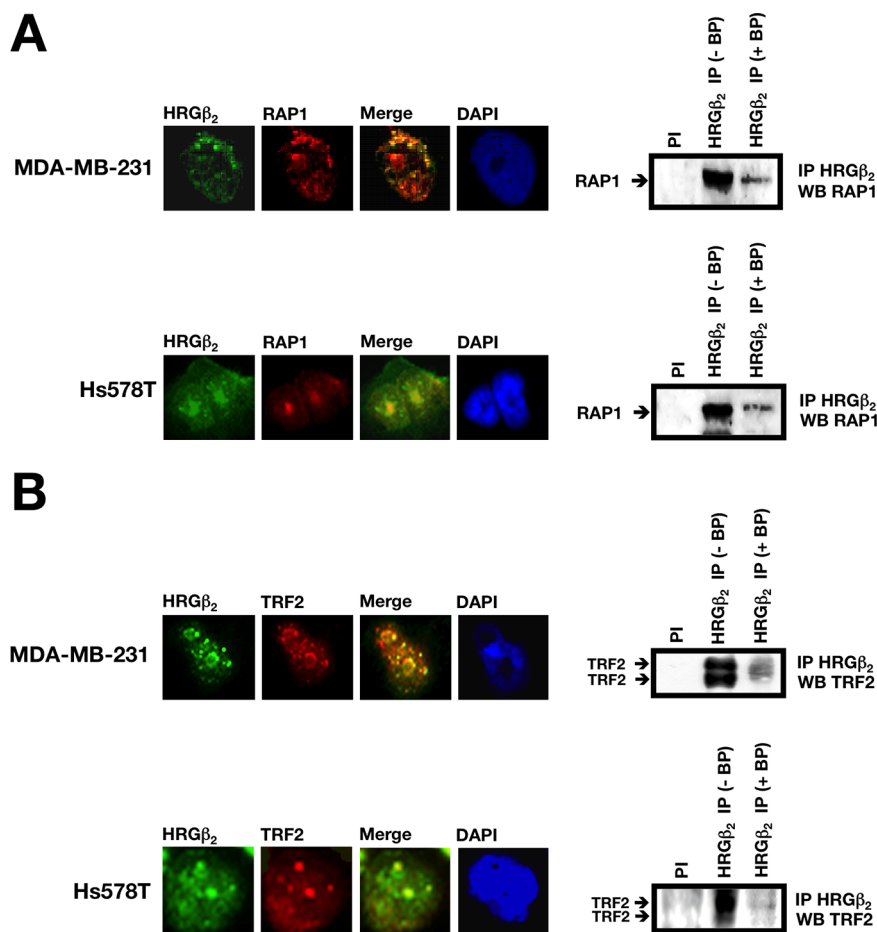 A
PI
HRGβ₂ IP (- BP)
HRGβ₂ IP (+ BP)
HRGβ₂ RAP1 Merge DAPI
MDA-MB-231
RAP1
IP HRGβ₂
WB RAP1
PI
HRGβ₂ IP (- BP)
HRGβ₂ IP (+ BP)
HRGβ₂ RAP1 Merge DAPI
Hs578T
RAP1
IP HRGβ₂
WB RAP1
B
PI
HRGβ₂ IP (- BP)
HRGβ₂ IP (+ BP)
HRGβ₂ TRF2 Merge DAPI
MDA-MB-231
TRF2
TRF2
IP HRGβ₂
WB TRF2
PI
HRGβ₂ IP (- BP)
HRGβ₂ IP (+ BP)
HRGβ₂ TRF2 Merge DAPI
Hs578T
TRF2
TRF2
IP HRGβ₂
WB TRF2